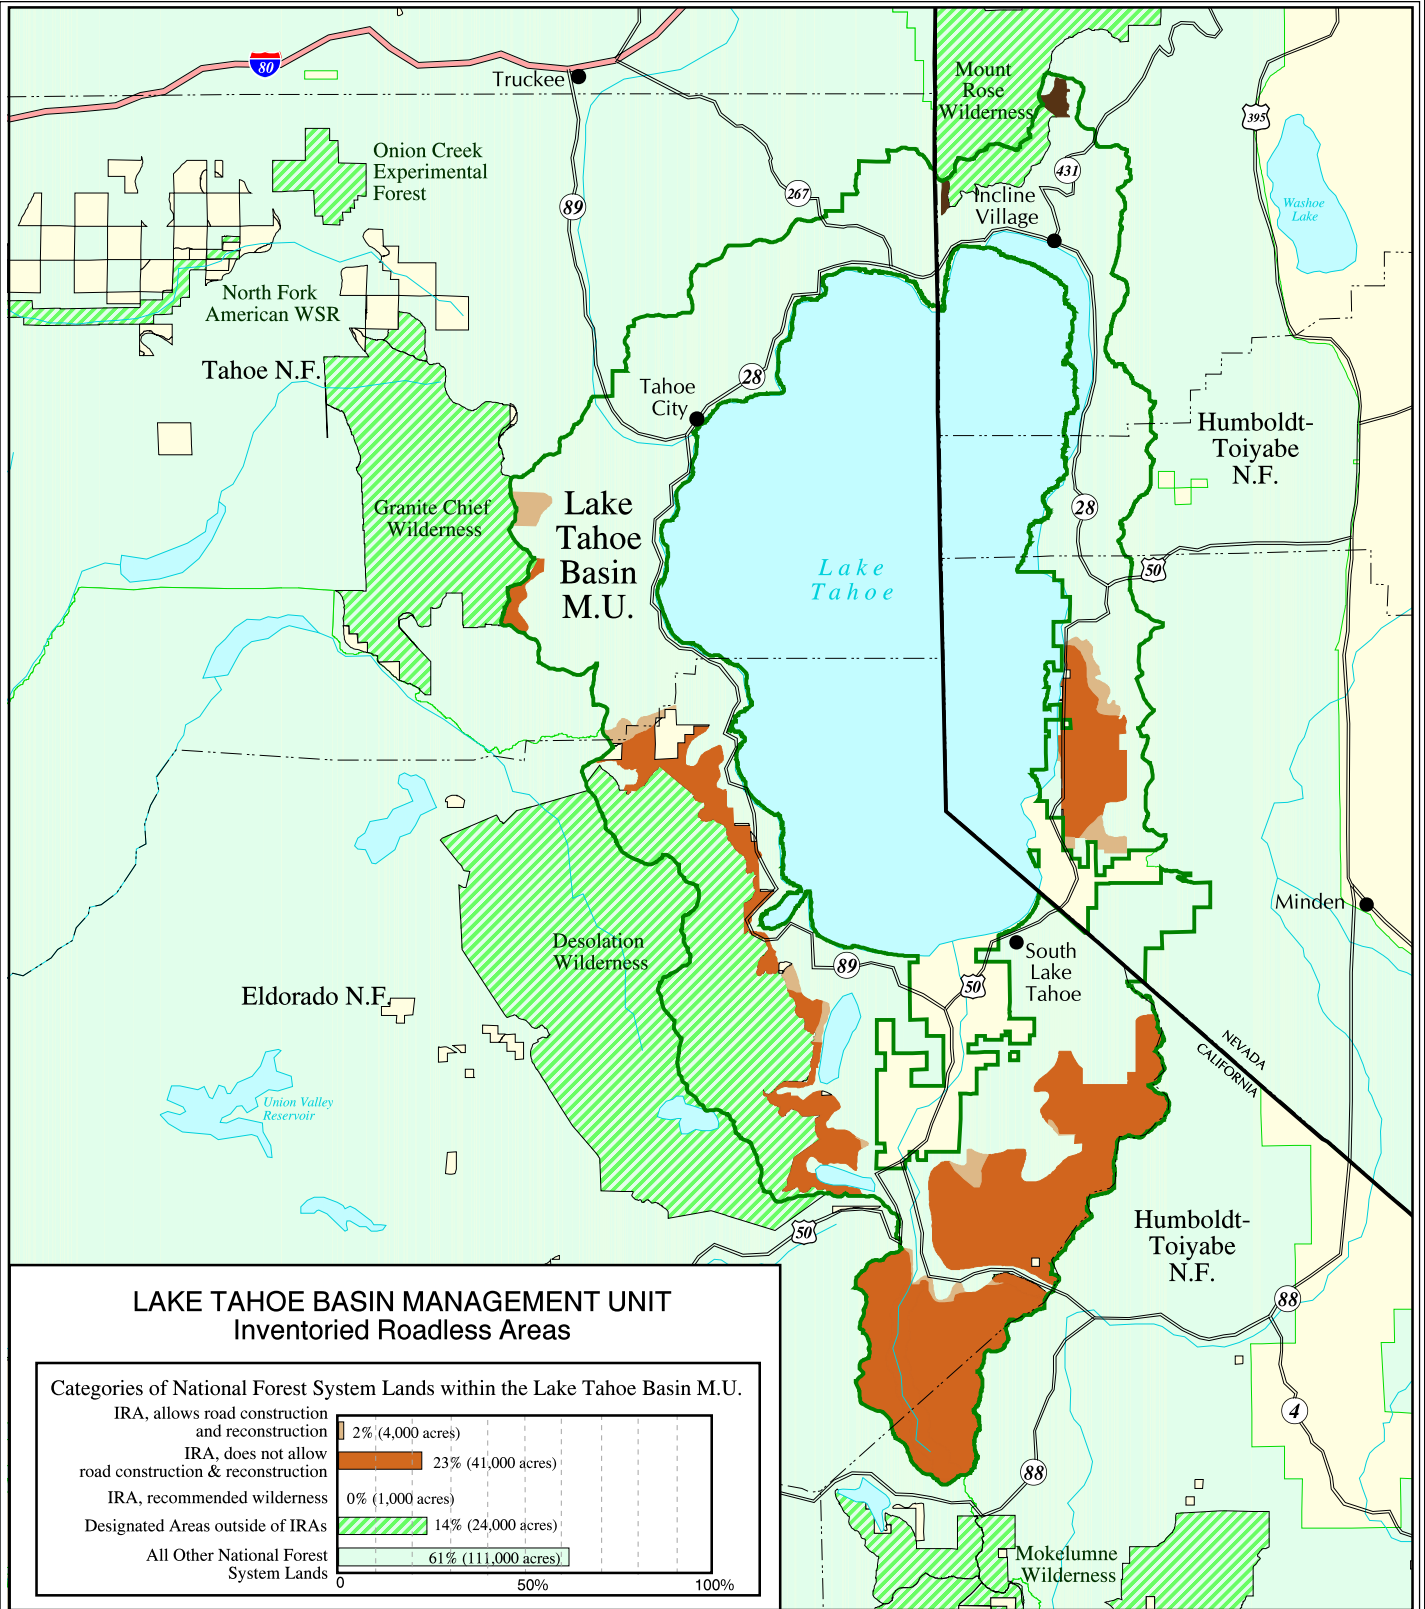 80
Truckee
Mount
Rose
Wilderness
395
Onion Creek
Experimental
Forest
431
267
89
Incline
Village
Washoe
Lake
North Fork
American WSR
Tahoe N.F.
28
Tahoe
City
Humboldt-
Toiyabe
N.F.
Granite Chief
Wilderness
Lake
Tahoe
Basin
M.U.
28
Lake
Tahoe
50
Minden
Desolation
Wilderness
South
Lake
Tahoe
89
50
Eldorado N.F.
NEVADA
CALIFORNIA
Union Valley
Reservoir
50
Humboldt-
Toiyabe
N.F.
88
4
88
Mokelumne
Wilderness
LAKE TAHOE BASIN MANAGEMENT UNIT
Inventoried Roadless Areas
Categories of National Forest System Lands within the Lake Tahoe Basin M.U.
IRA, allows road construction
and reconstruction
2% (4,000 acres)
IRA, does not allow
road construction & reconstruction
23% (41,000 acres)
IRA, recommended wilderness
0% (1,000 acres)
Designated Areas outside of IRAs
14% (24,000 acres)
All Other National Forest
System Lands
61% (111,000 acres)
0
50%
100%